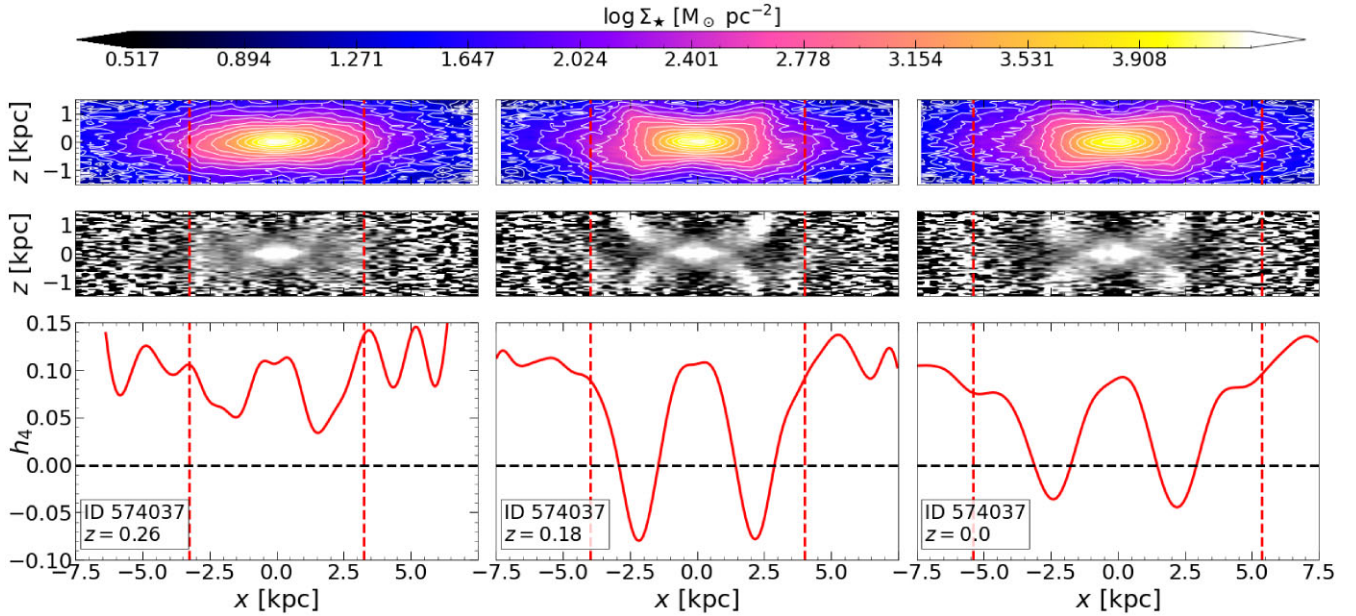 log Σ★ [M⊙ pc⁻²]
0.517 0.894 1.271 1.647 2.024 2.401 2.778 3.154 3.531 3.908
z [kpc]
1
0
−1
z [kpc]
1
0
−1
h₄
0.15
0.10
0.05
0.00
−0.05
−0.10
ID 574037
z = 0.26
ID 574037
z = 0.18
ID 574037
z = 0.0
−7.5 −5.0 −2.5 0.0 2.5 5.0 −7.5 −5.0 −2.5 0.0 2.5 5.0 −7.5 −5.0 −2.5 0.0 2.5 5.0 7.5
x [kpc] x [kpc] x [kpc]